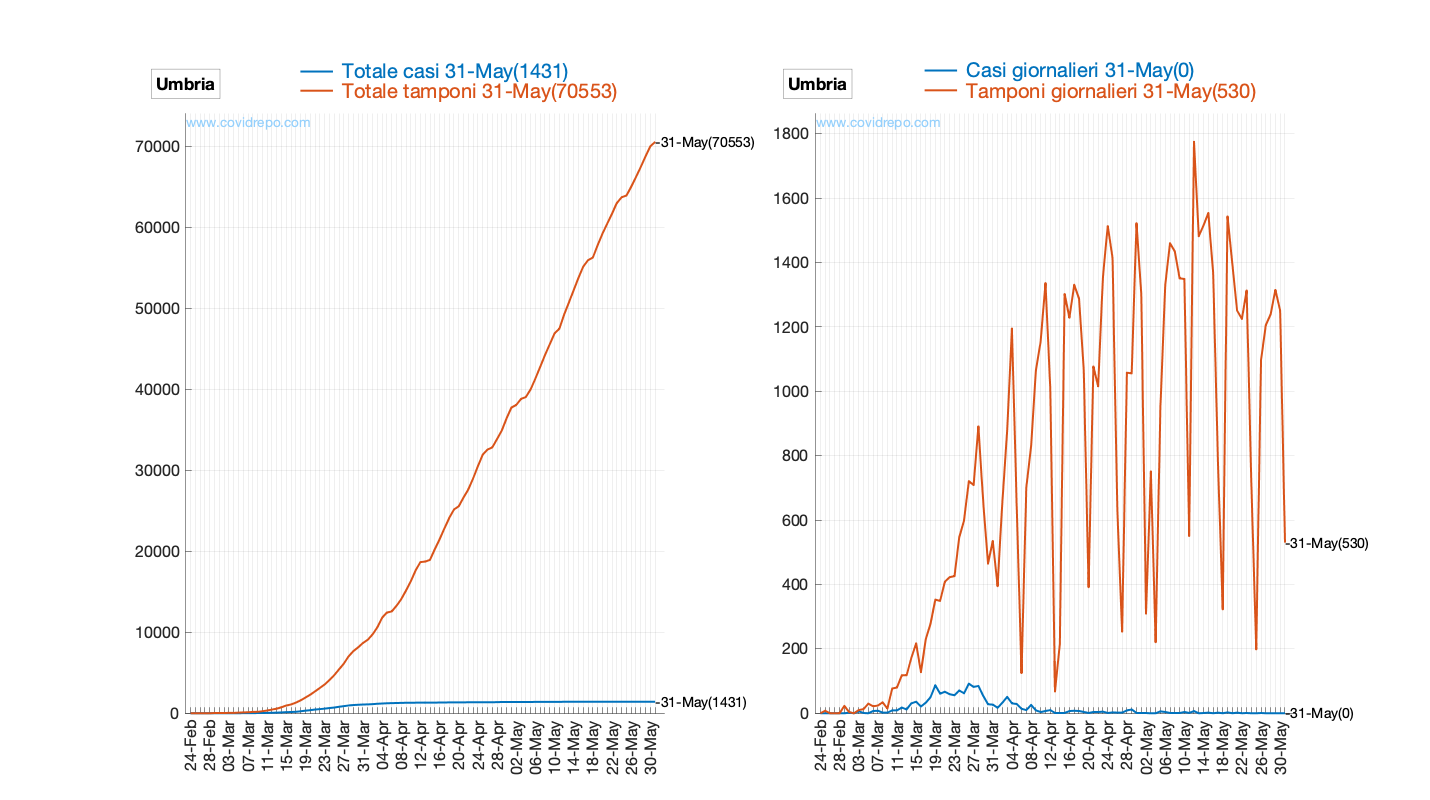 Umbria
Totale casi 31-May(1431)
Totale tamponi 31-May(70553)
www.covidrepo.com
70000
60000
50000
40000
30000
20000
10000
0
31-May(70553)
31-May(1431)
24-Feb
28-Feb
03-Mar
07-Mar
11-Mar
15-Mar
19-Mar
23-Mar
27-Mar
31-Mar
04-Apr
08-Apr
12-Apr
16-Apr
20-Apr
24-Apr
28-Apr
02-May
06-May
10-May
14-May
18-May
22-May
26-May
30-May
Umbria
Casi giornalieri 31-May(0)
Tamponi giornalieri 31-May(530)
www.covidrepo.com
1800
1600
1400
1200
1000
800
600
400
200
0
31-May(530)
31-May(0)
24-Feb
28-Feb
03-Mar
07-Mar
11-Mar
15-Mar
19-Mar
23-Mar
27-Mar
31-Mar
04-Apr
08-Apr
12-Apr
16-Apr
20-Apr
24-Apr
28-Apr
02-May
06-May
10-May
14-May
18-May
22-May
26-May
30-May